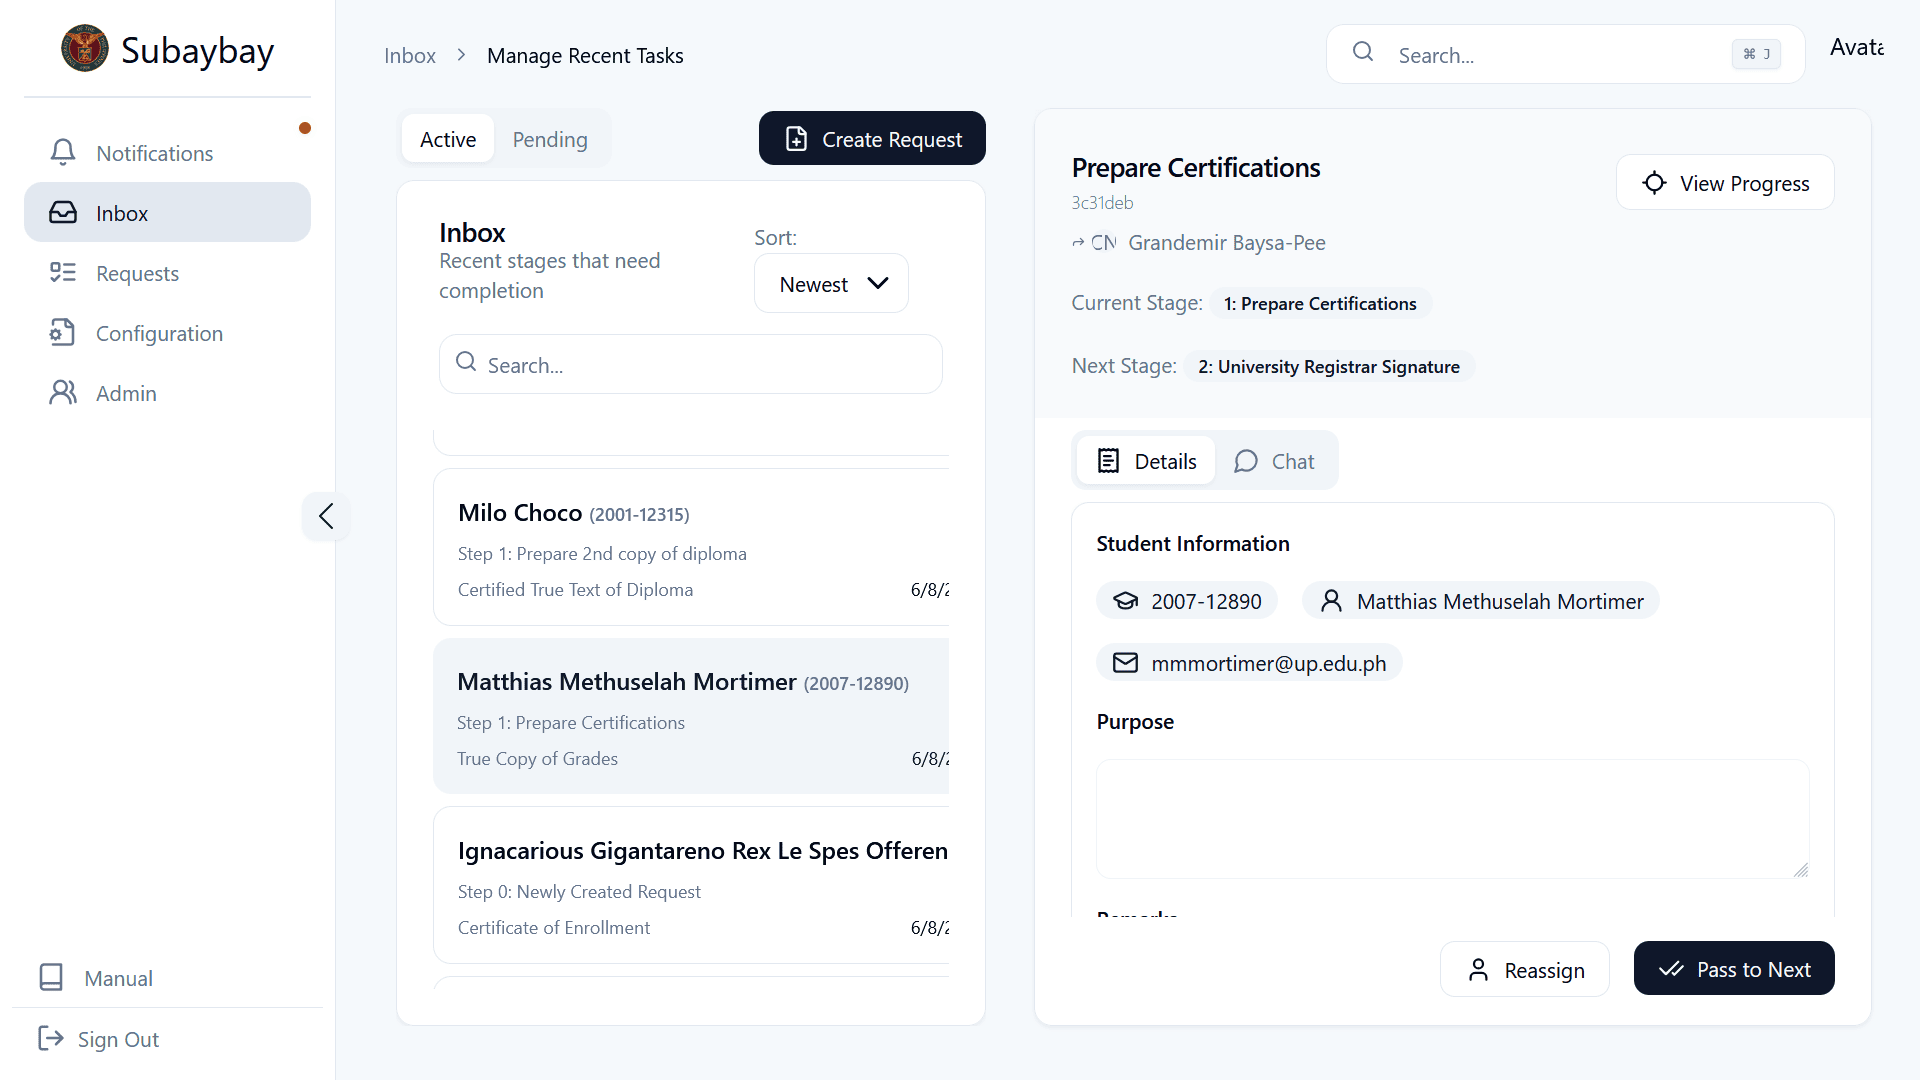 Subaybay
Notifications
Inbox
Requests
Configuration
Admin
Manual
Sign Out
Inbox
Manage Recent Tasks
Search...
⌘ J
Avata
Active
Pending
Create Request
Inbox
Recent stages that need
completion
Sort:
Newest
Search...
Milo Choco (2001-12315)
Step 1: Prepare 2nd copy of diploma
Certified True Text of Diploma
6/8/2
Matthias Methuselah Mortimer (2007-12890)
Step 1: Prepare Certifications
True Copy of Grades
6/8/2
Ignacarious Gigantareno Rex Le Spes Offeren
Step 0: Newly Created Request
Certificate of Enrollment
6/8/2
Prepare Certifications
3c31deb
View Progress
CN Grandemir Baysa-Pee
Current Stage: 1: Prepare Certifications
Next Stage: 2: University Registrar Signature
Details
Chat
Student Information
2007-12890
Matthias Methuselah Mortimer
mmmortimer@up.edu.ph
Purpose
Remarks
Reassign
Pass to Next